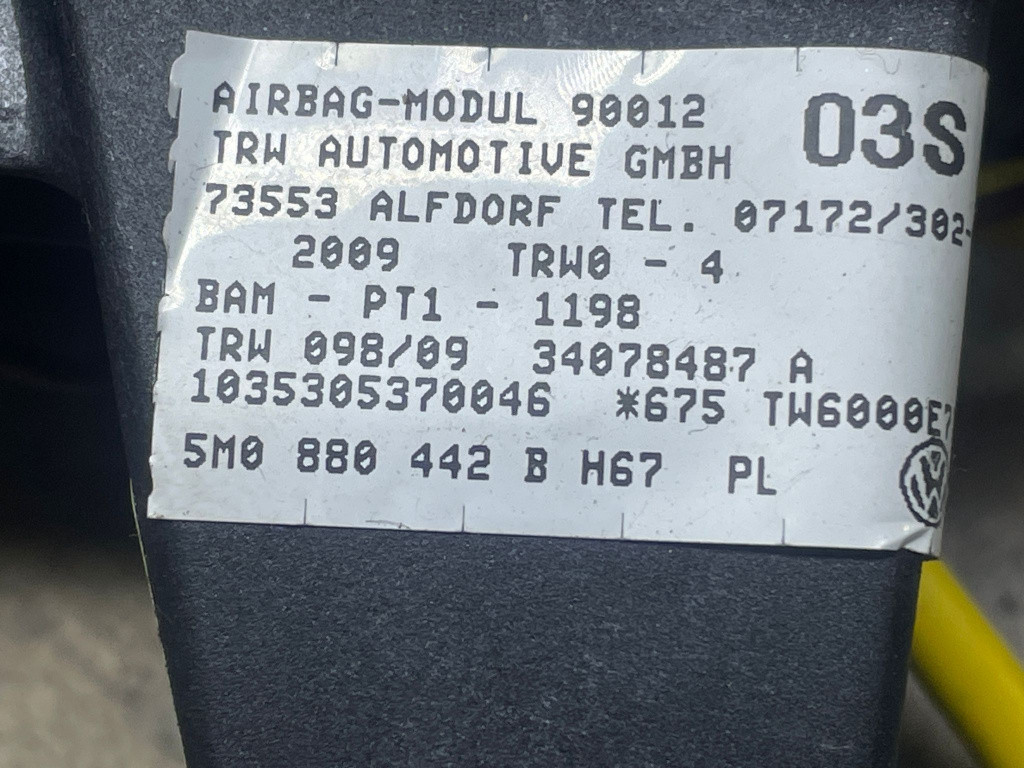 AIRBAG-MODUL 90012 03S
TRW AUTOMOTIVE GMBH
73553 ALFDORF TEL. 07172/302-
2009 TRW0 - 4
BAM - PT1 - 1198
TRW 098/09 34078487 A
1035305370046 *675 TW6000E7
5M0 880 442 B H67 PL